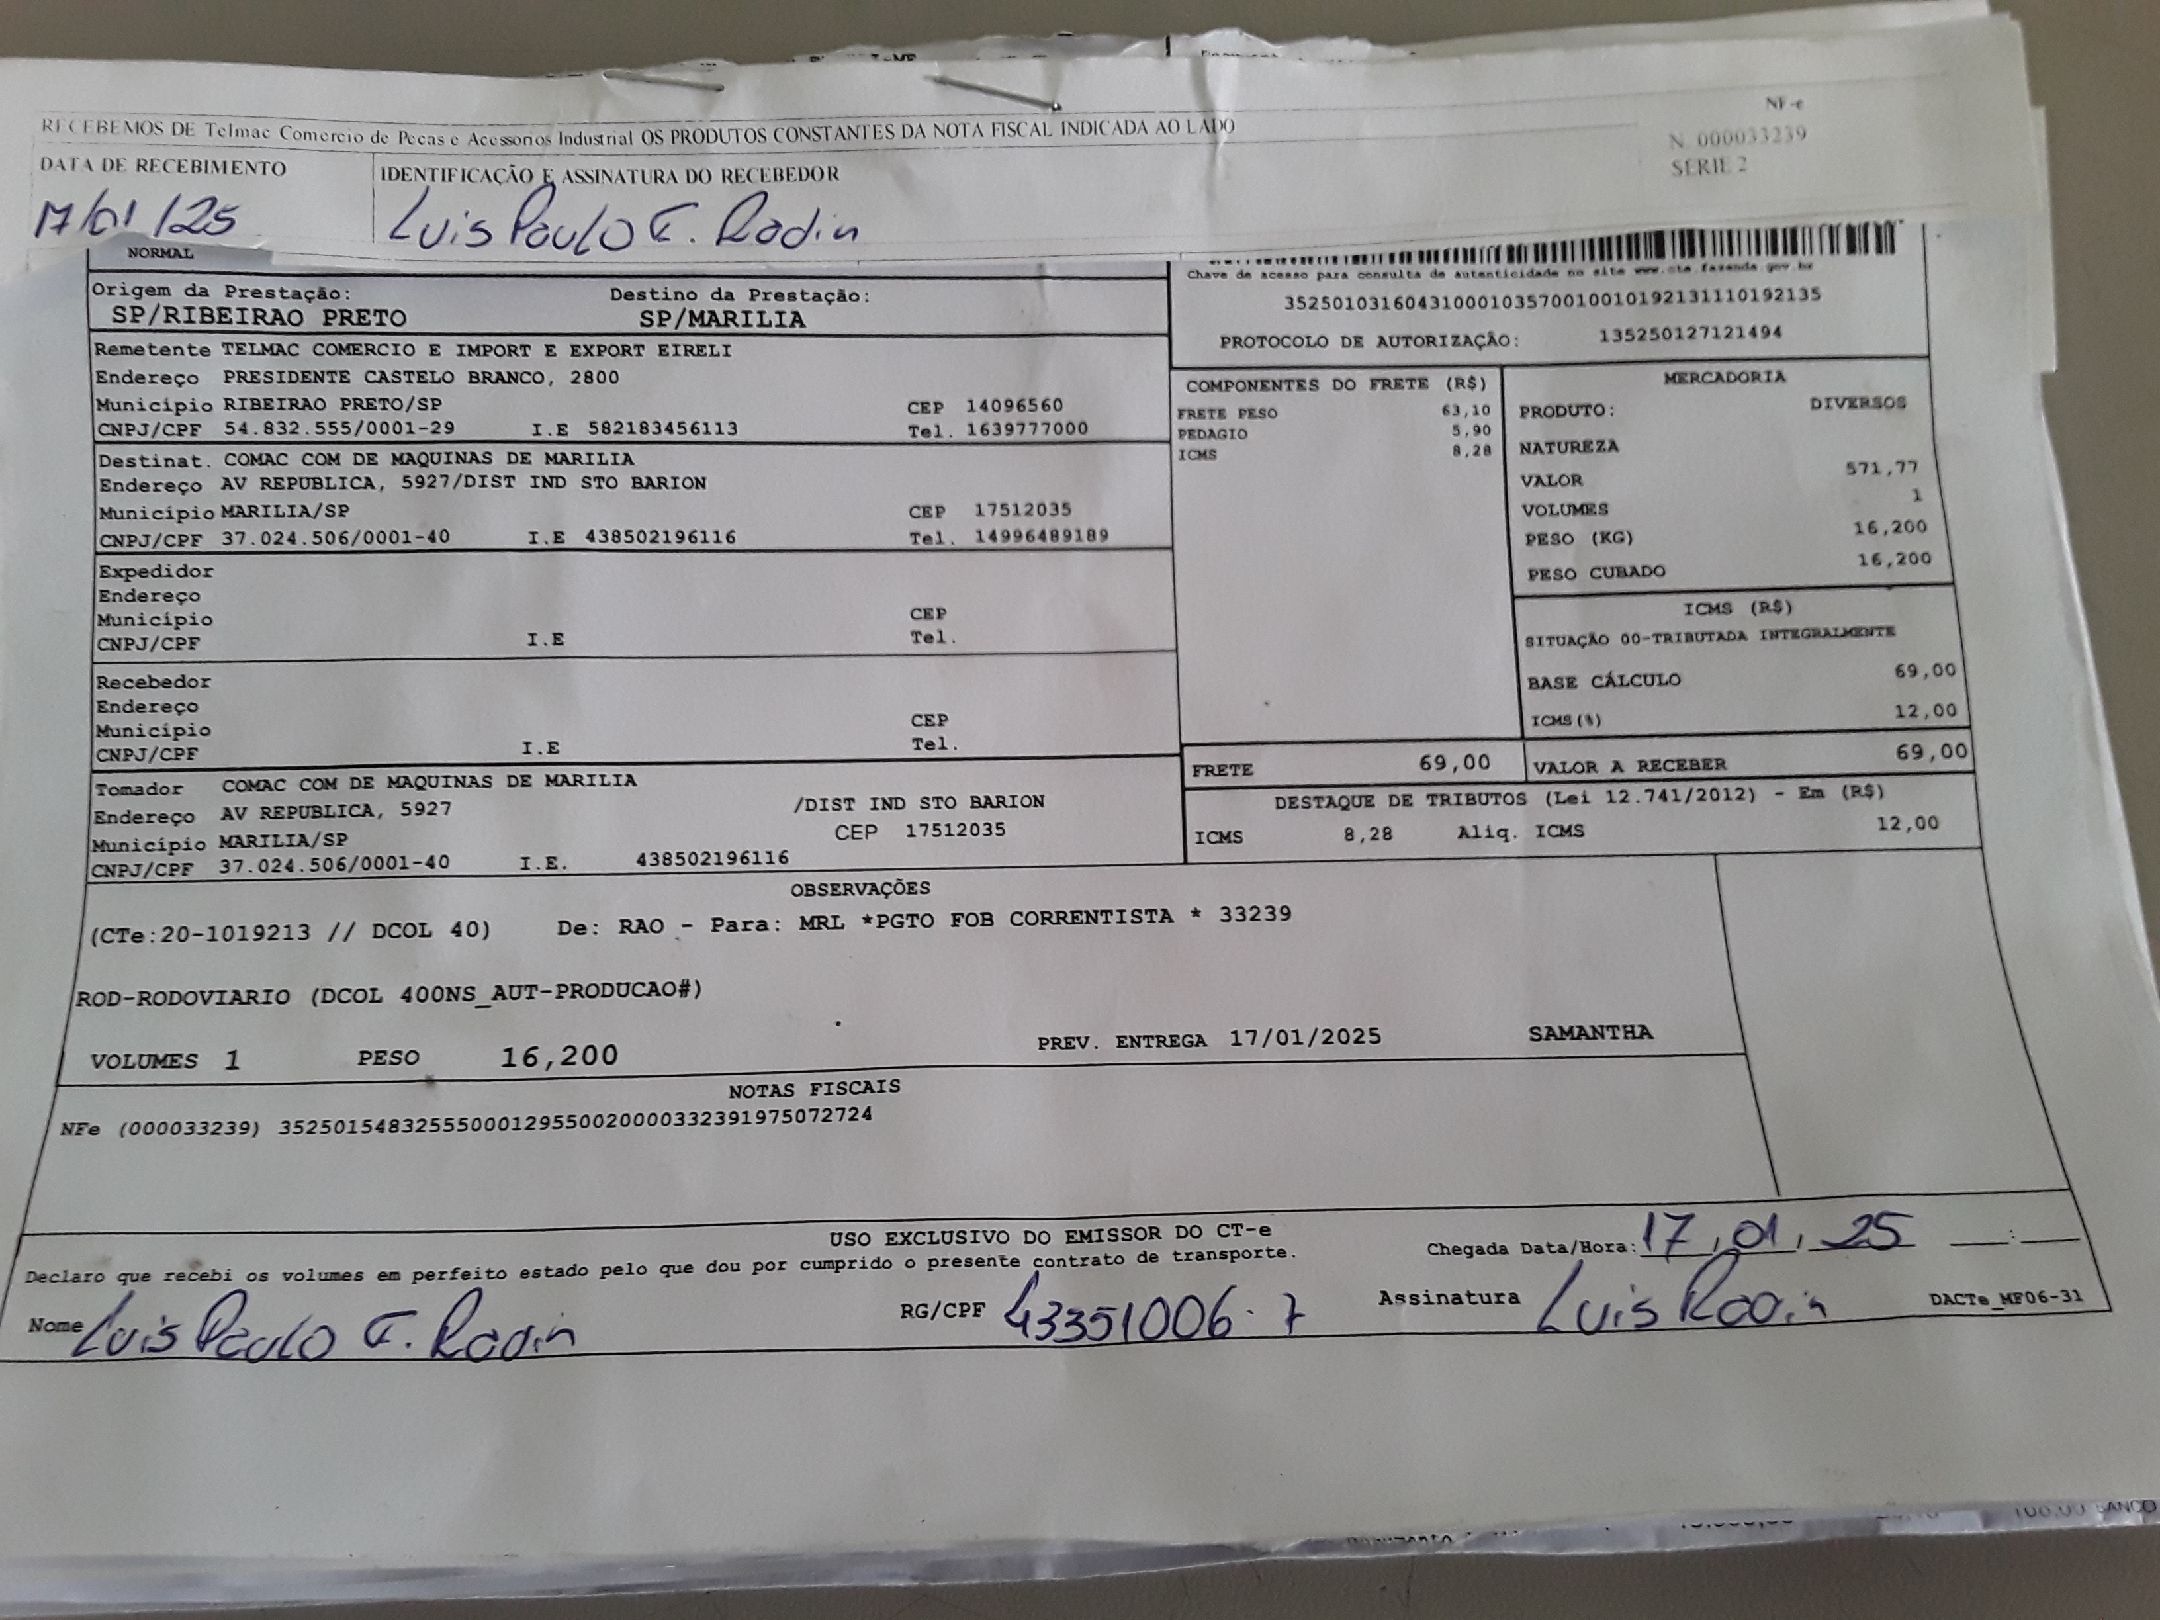 RECEBEMOS DE Telmac Comercio de Pecas e Acessorios Industrial OS PRODUTOS CONSTANTES DA NOTA FISCAL INDICADA AO LADO
NF-e
N. 000033239
SERIE 2
DATA DE RECEBIMENTO
IDENTIFICAÇÃO E ASSINATURA DO RECEBEDOR
17/01/25
Luis Paulo F. Radin
NORMAL
Chave de acesso para consulta de autenticidade no site www.cte.fazenda.gov.br
35250103160431000103570010010192131110192135
PROTOCOLO DE AUTORIZAÇÃO: 135250127121494
Origem da Prestação: Destino da Prestação:
SP/RIBEIRAO PRETO SP/MARILIA
Remetente TELMAC COMERCIO E IMPORT E EXPORT EIRELI
Endereço PRESIDENTE CASTELO BRANCO, 2800
Município RIBEIRAO PRETO/SP CEP 14096560
CNPJ/CPF 54.832.555/0001-29 I.E 582183456113 Tel. 1639777000
Destinat. COMAC COM DE MAQUINAS DE MARILIA
Endereço AV REPUBLICA, 5927/DIST IND STO BARION
Município MARILIA/SP CEP 17512035
CNPJ/CPF 37.024.506/0001-40 I.E 438502196116 Tel. 14996489189
Expedidor
Endereço
Município CEP
CNPJ/CPF I.E Tel.
Recebedor
Endereço
Município CEP
CNPJ/CPF I.E Tel.
Tomador COMAC COM DE MAQUINAS DE MARILIA
Endereço AV REPUBLICA, 5927 /DIST IND STO BARION
Município MARILIA/SP CEP 17512035
CNPJ/CPF 37.024.506/0001-40 I.E. 438502196116
COMPONENTES DO FRETE (R$)
FRETE PESO 63,10
PEDAGIO 5,90
ICMS 8,28
MERCADORIA
PRODUTO: DIVERSOS
NATUREZA
VALOR 571,77
VOLUMES 1
PESO (KG) 16,200
PESO CUBADO 16,200
ICMS (R$)
SITUAÇÃO 00-TRIBUTADA INTEGRALMENTE
BASE CÁLCULO 69,00
ICMS(%) 12,00
FRETE 69,00 VALOR A RECEBER 69,00
DESTAQUE DE TRIBUTOS (Lei 12.741/2012) - Em (R$)
ICMS 8,28 Aliq. ICMS 12,00
OBSERVAÇÕES
(CTe:20-1019213 // DCOL 40) De: RAO - Para: MRL *PGTO FOB CORRENTISTA * 33239
ROD-RODOVIARIO (DCOL 400NS_AUT-PRODUCAO#)
VOLUMES 1 PESO 16,200 PREV. ENTREGA 17/01/2025 SAMANTHA
NOTAS FISCAIS
NFe (000033239) 35250154832555000129550020000332391975072724
USO EXCLUSIVO DO EMISSOR DO CT-e
Declaro que recebi os volumes em perfeito estado pelo que dou por cumprido o presente contrato de transporte.
Chegada Data/Hora: 17, 01, 25 __:__
Nome Luis Paulo F. Radin RG/CPF 43351006-7 Assinatura Luis Radin DACTe_MF06-31